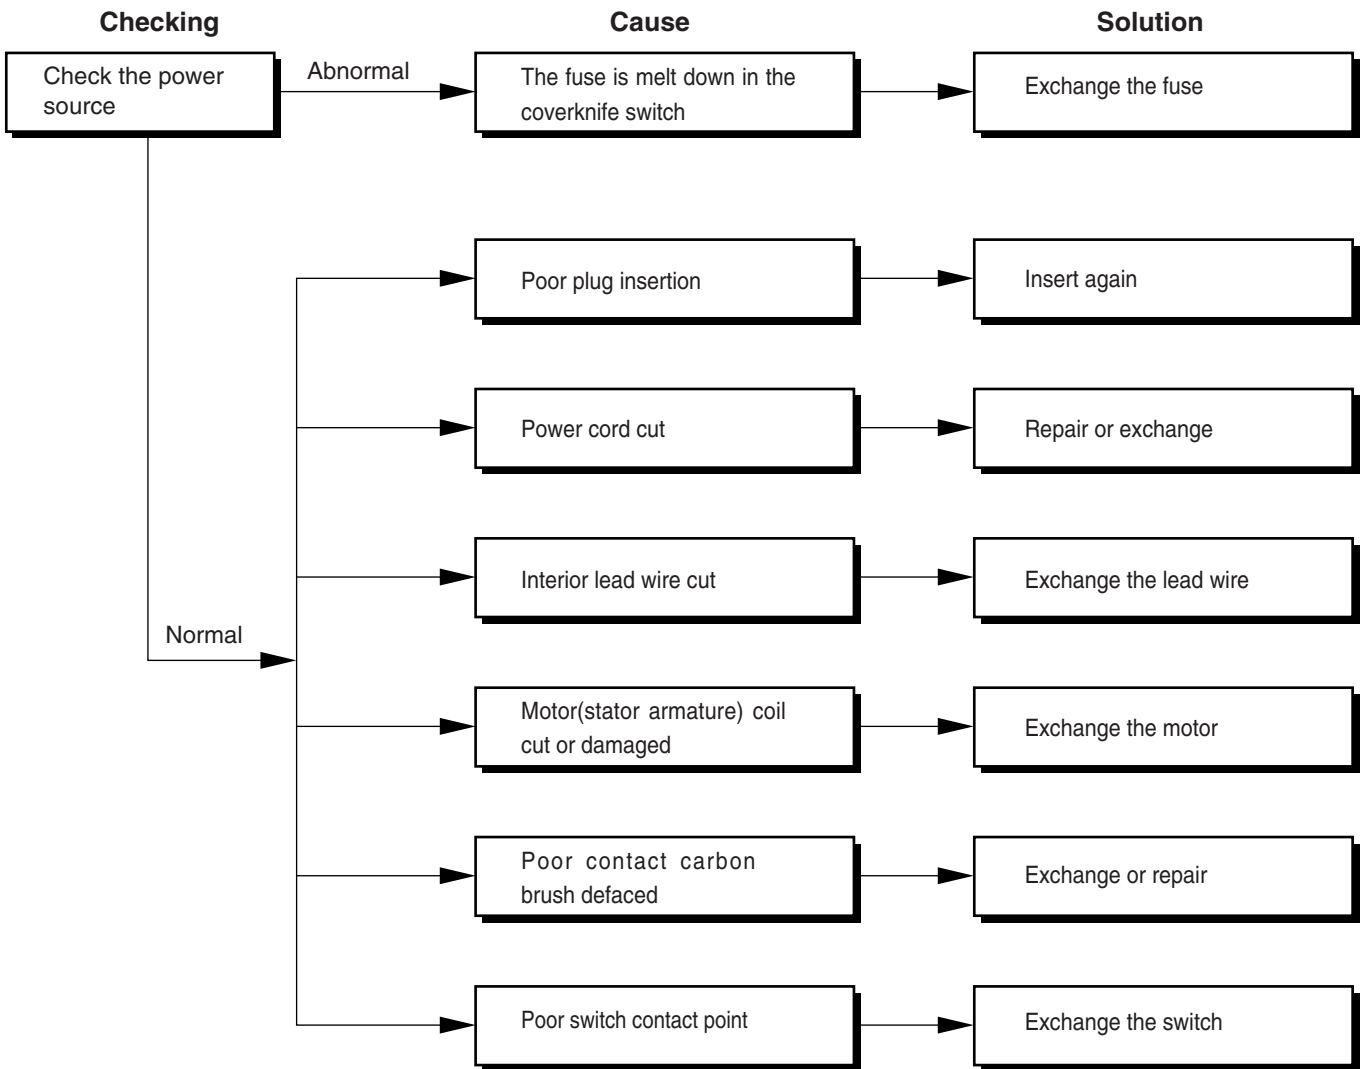 Checking
Cause
Solution
Check the power
source
Abnormal
The fuse is melt down in the
coverknife switch
Exchange the fuse
Poor plug insertion
Insert again
Power cord cut
Repair or exchange
Interior lead wire cut
Exchange the lead wire
Normal
Motor(stator armature) coil
cut or damaged
Exchange the motor
Poor contact carbon
brush defaced
Exchange or repair
Poor switch contact point
Exchange the switch